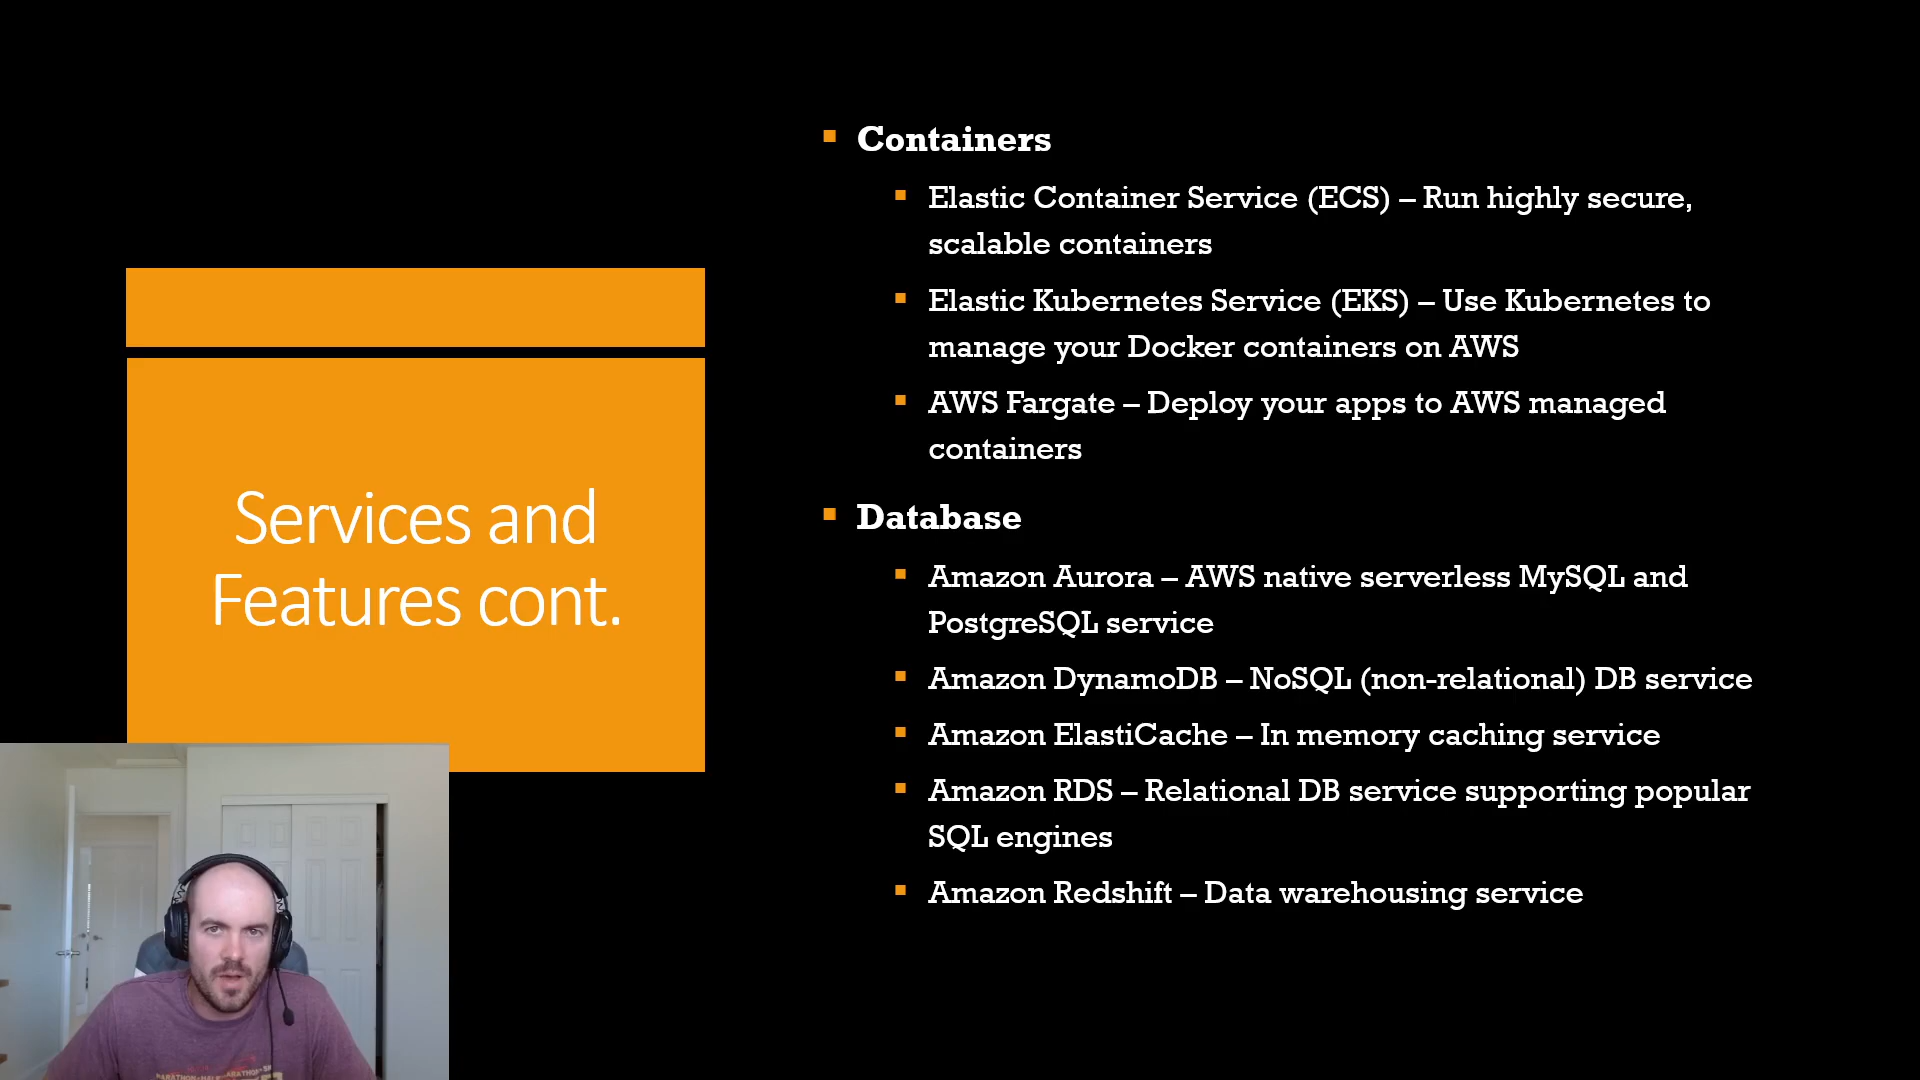 Services and
Features cont.
Containers
Elastic Container Service (ECS) – Run highly secure,
scalable containers
Elastic Kubernetes Service (EKS) – Use Kubernetes to
manage your Docker containers on AWS
AWS Fargate – Deploy your apps to AWS managed
containers
Database
Amazon Aurora – AWS native serverless MySQL and
PostgreSQL service
Amazon DynamoDB – NoSQL (non-relational) DB service
Amazon ElastiCache – In memory caching service
Amazon RDS – Relational DB service supporting popular
SQL engines
Amazon Redshift – Data warehousing service